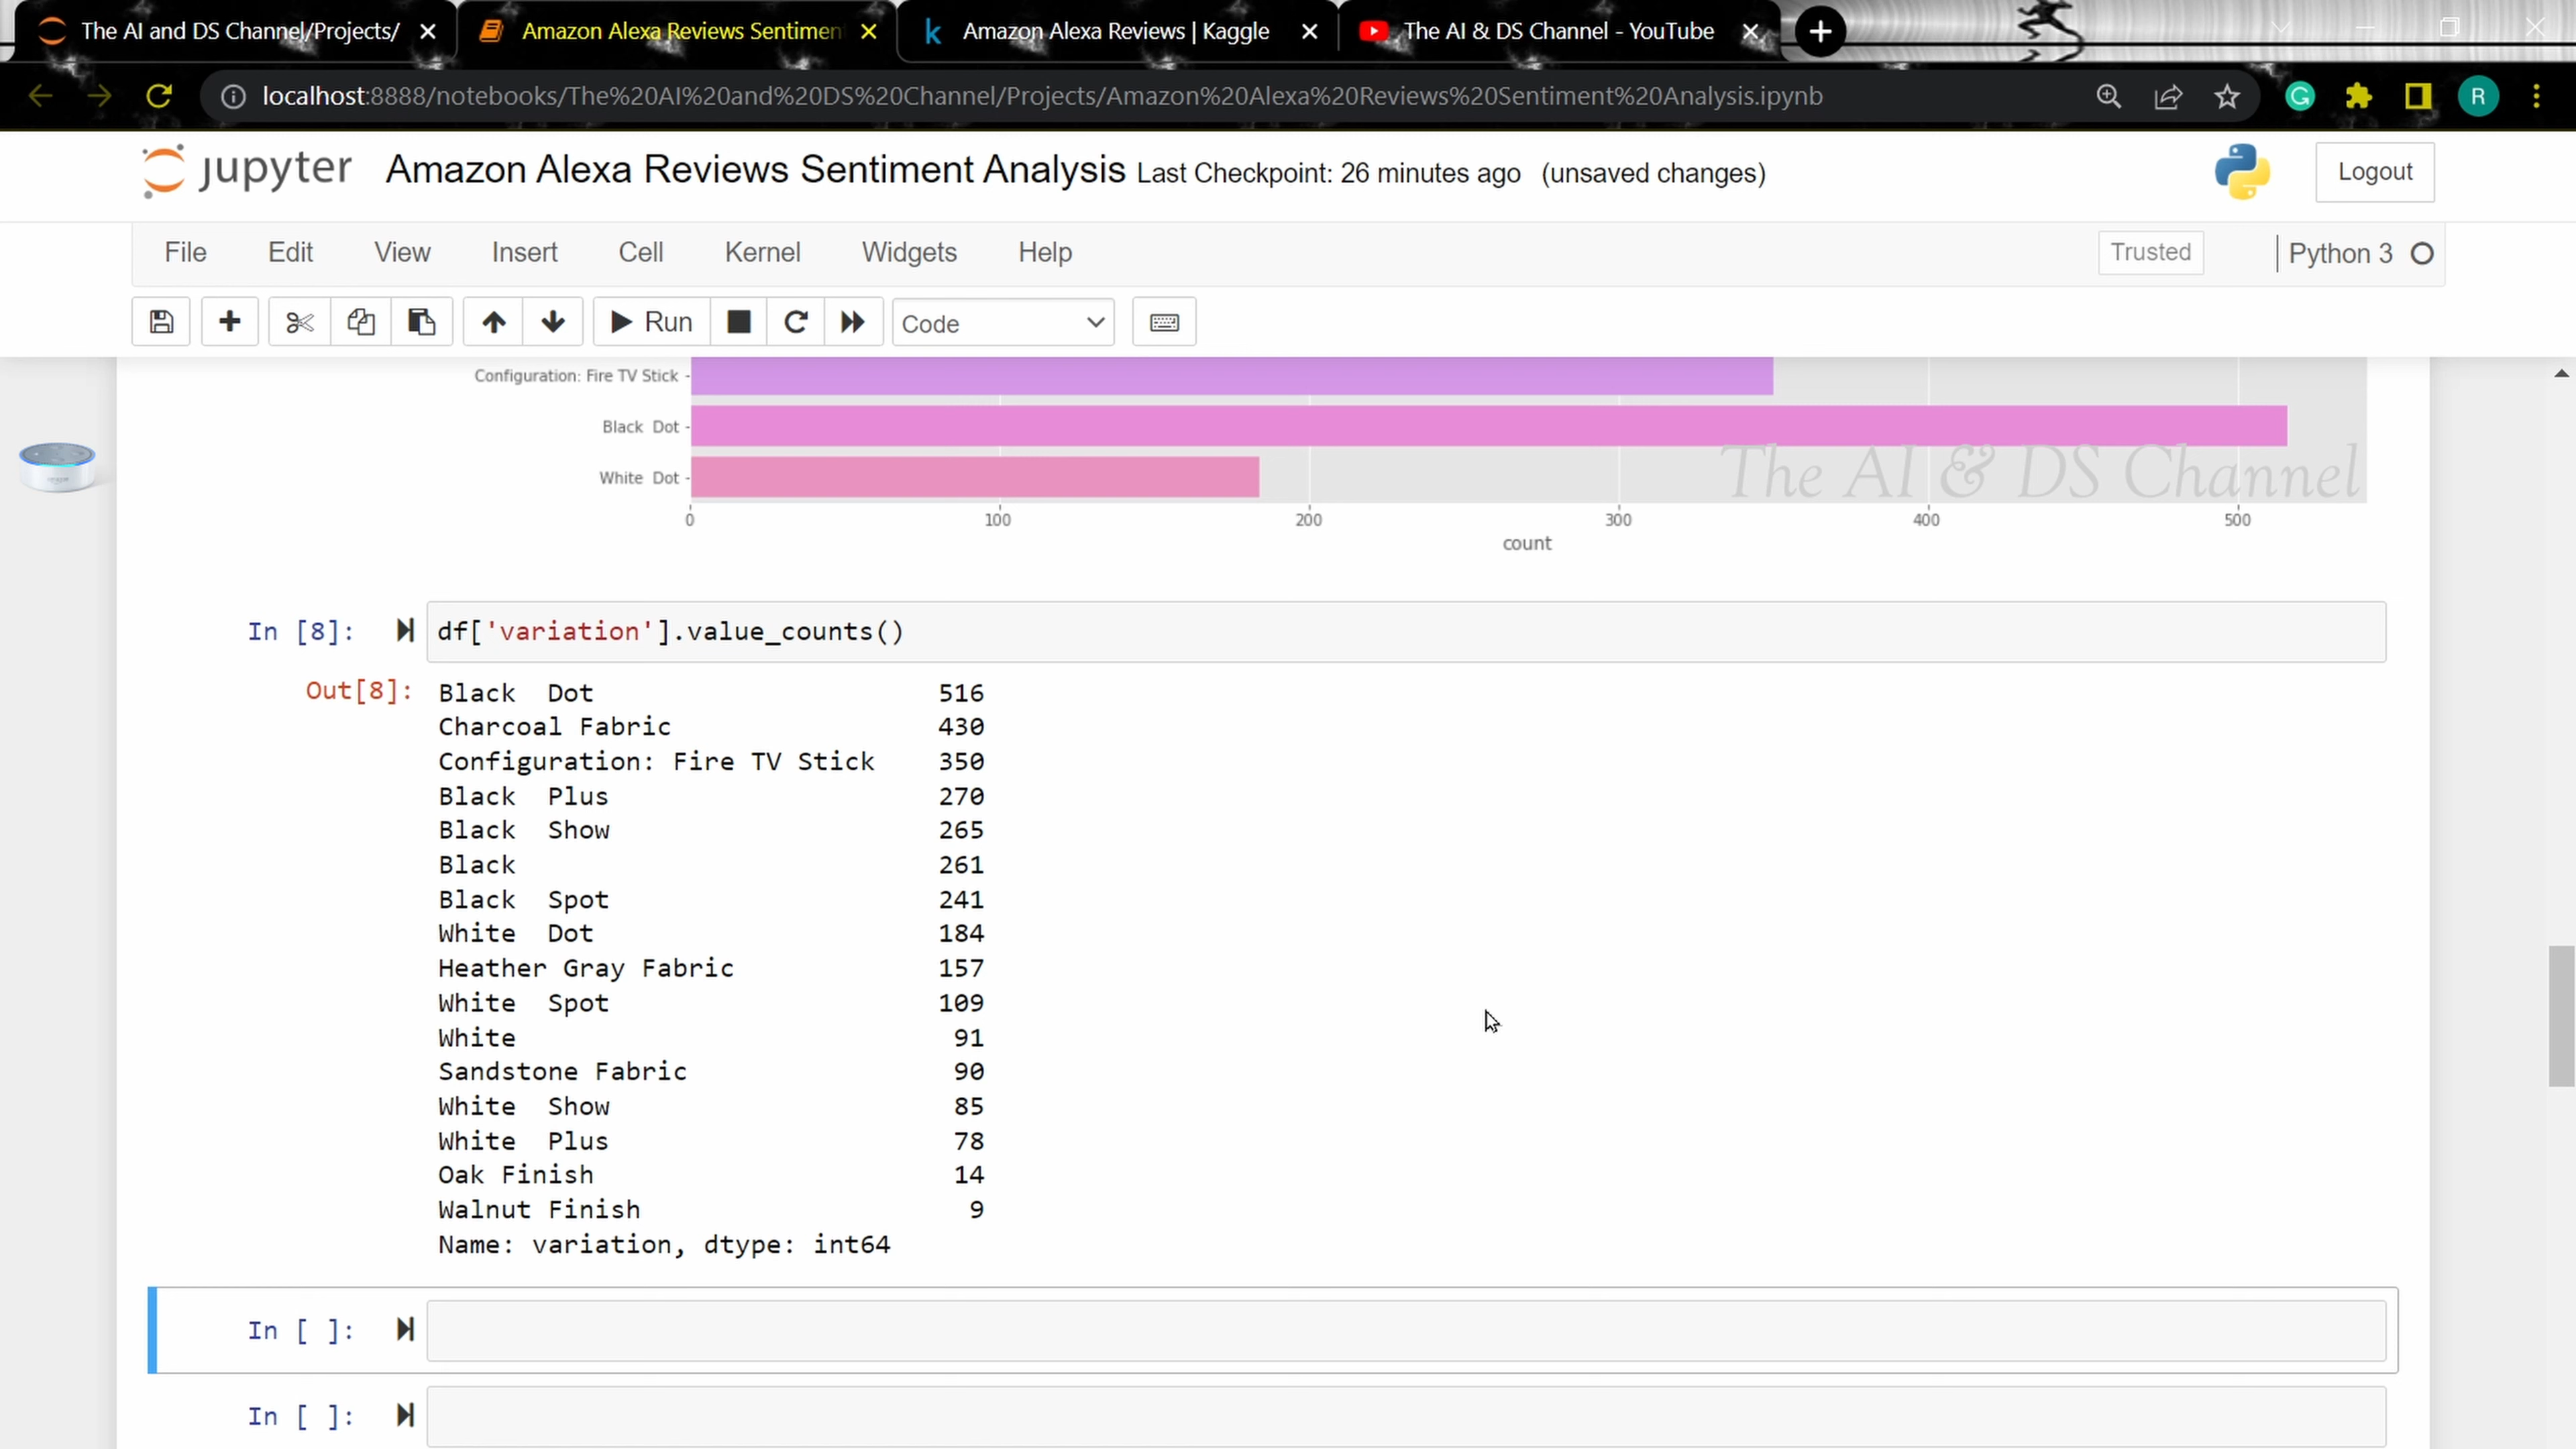 The AI and DS Channel/Projects/
Amazon Alexa Reviews Sentimen
Amazon Alexa Reviews | Kaggle
The AI & DS Channel - YouTube
localhost:8888/notebooks/The%20AI%20and%20DS%20Channel/Projects/Amazon%20Alexa%20Reviews%20Sentiment%20Analysis.ipynb
R
jupyter Amazon Alexa Reviews Sentiment Analysis Last Checkpoint: 26 minutes ago (unsaved changes)
Logout
File Edit View Insert Cell Kernel Widgets Help
Trusted
Python 3
Run
Code
Configuration: Fire TV Stick
Black Dot
White Dot
The AI & DS Channel
0 100 200 300 400 500
count
In [8]: df['variation'].value_counts()
Out[8]: Black  Dot 516
Charcoal Fabric 430
Configuration: Fire TV Stick 350
Black  Plus 270
Black  Show 265
Black 261
Black  Spot 241
White  Dot 184
Heather Gray Fabric 157
White  Spot 109
White 91
Sandstone Fabric 90
White  Show 85
White  Plus 78
Oak Finish 14
Walnut Finish 9
Name: variation, dtype: int64
In [ ]:
In [ ]: